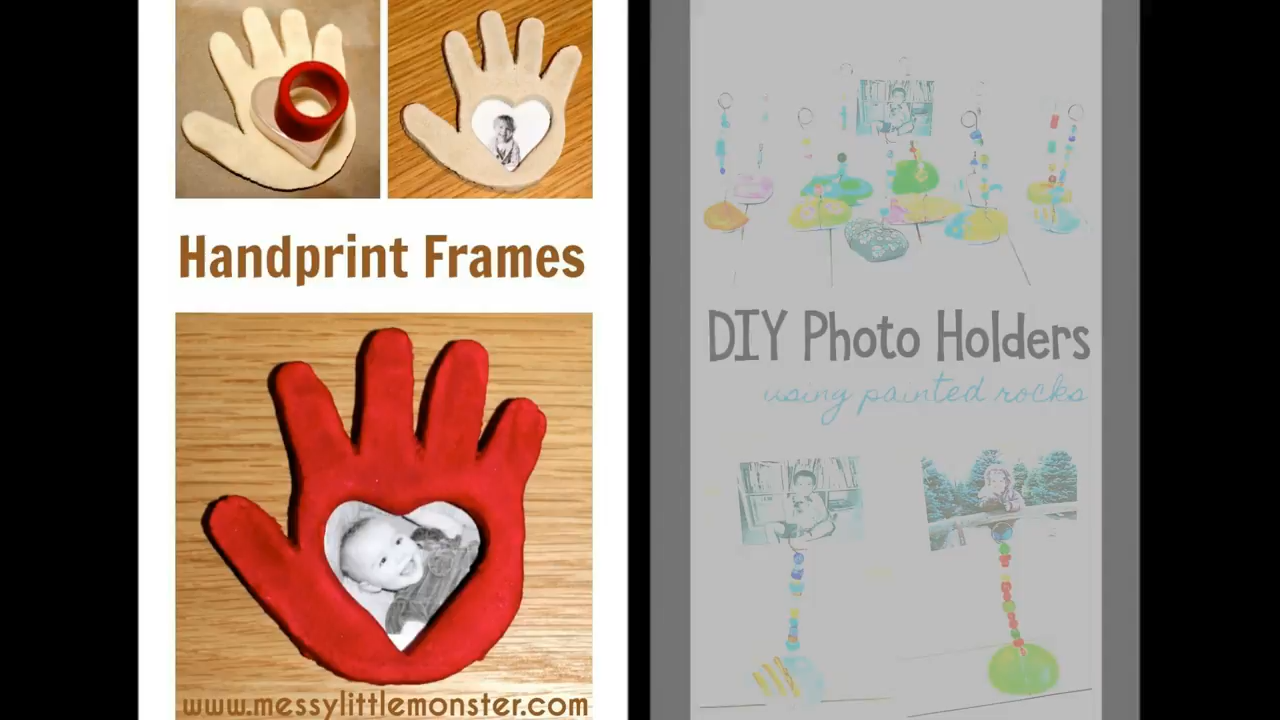 Handprint Frames
www.messylittlemonster.com
DIY Photo Holders
using painted rocks